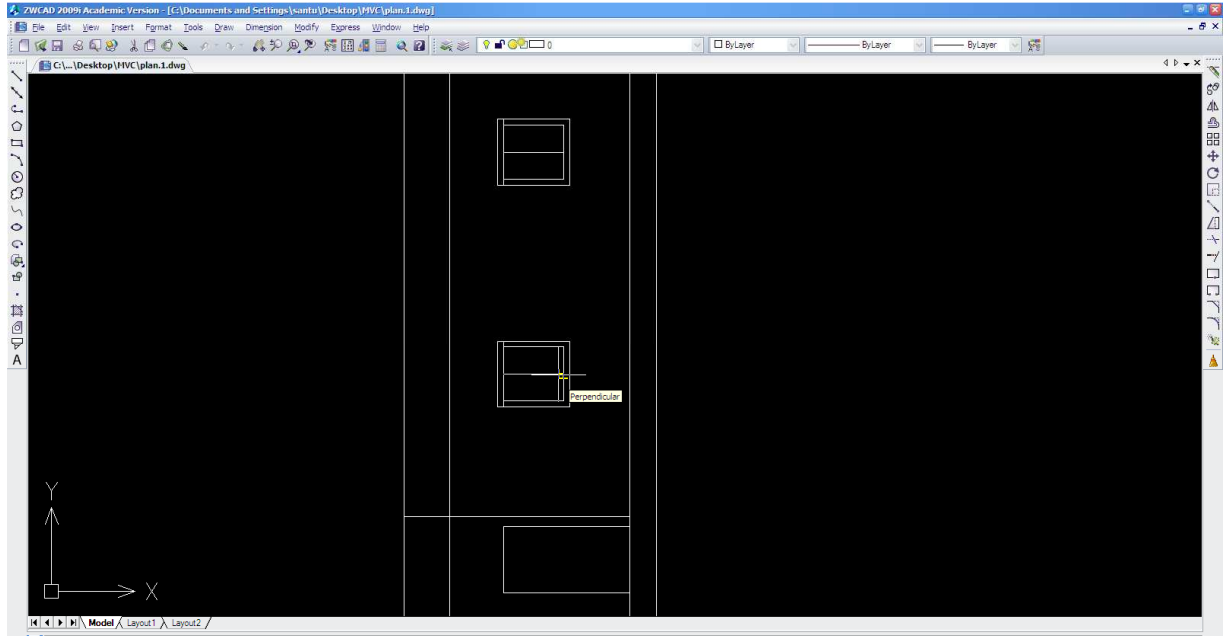 ZWCAD 2009i Academic Version - [C:\Documents and Settings\santu\Desktop\MVC\plan.1.dwg]
File Edit View Insert Format Tools Draw Dimension Modify Express Window Help
0 ByLayer ByLayer ByLayer
C:\...\Desktop\MVC\plan.1.dwg
A
Perpendicular
Y
X
Model Layout1 Layout2